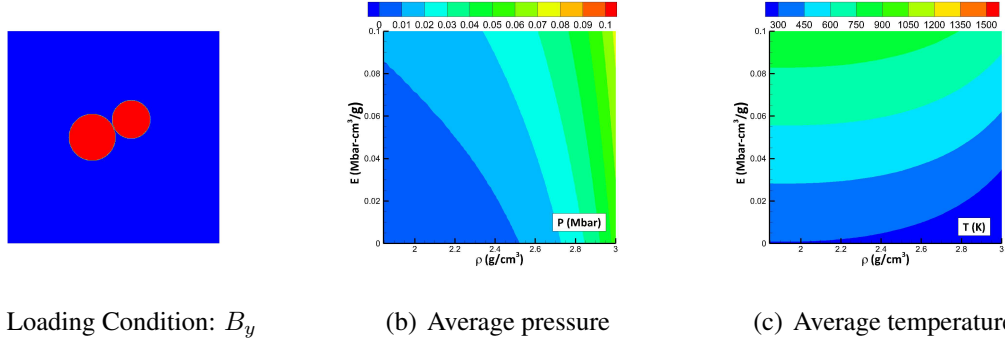 0 0.01 0.02 0.03 0.04 0.05 0.06 0.07 0.08 0.09 0.1
300 450 600 750 900 1050 1200 1350 1500
0.1
0.08
0.06
0.04
0.02
0
E (Mbar-cm³/g)
P (Mbar)
2 2.2 2.4 2.6 2.8 3
ρ (g/cm³)
0.1
0.08
0.06
0.04
0.02
0
E (Mbar-cm³/g)
T (K)
2 2.2 2.4 2.6 2.8 3
ρ (g/cm³)
Loading Condition: B_y
(b) Average pressure
(c) Average temperature